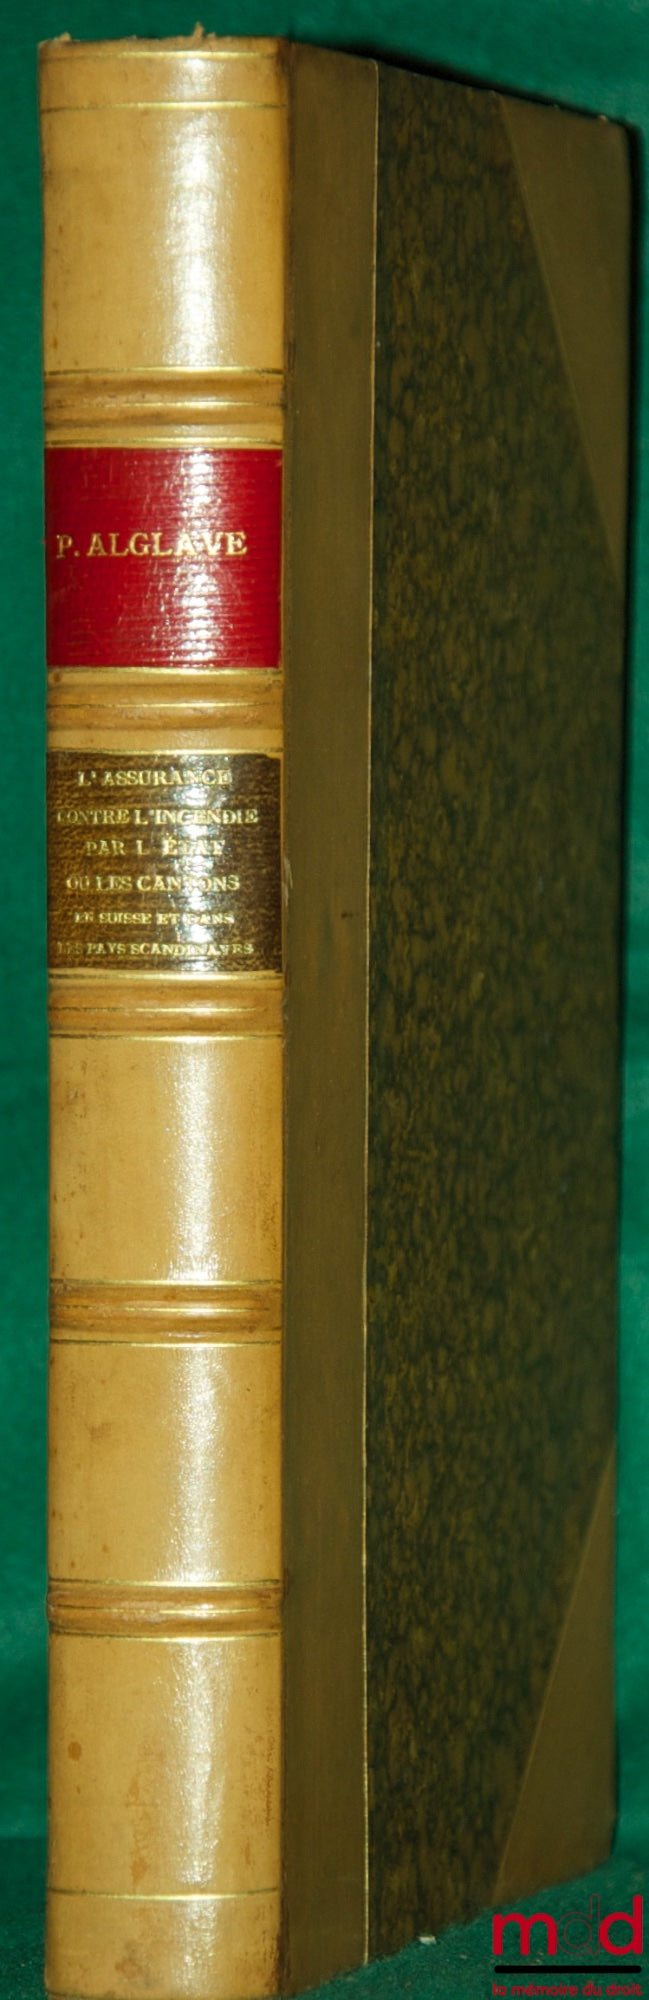 P. ALGLAVE
L'ASSURANCE
CONTRE L'INCENDIE
PAR L'ÉTAT
OU LES CANTONS
EN SUISSE ET DANS
LES PAYS SCANDINAVES
mdd
la mémoire du droit